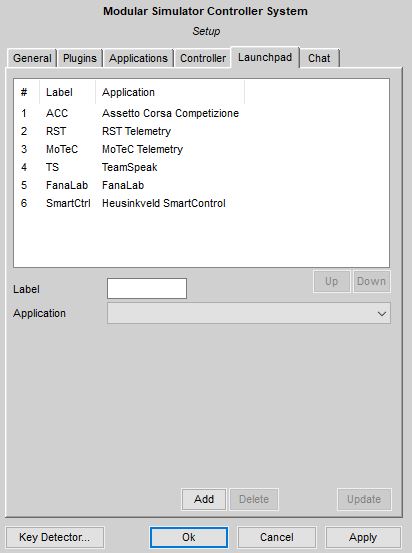 Modular Simulator Controller System
Setup
General Plugins Applications Controller Launchpad Chat
# Label Application
1 ACC Assetto Corsa Competizione
2 RST RST Telemetry
3 MoTeC MoTeC Telemetry
4 TS TeamSpeak
5 FanaLab FanaLab
6 SmartCtrl Heusinkveld SmartControl
Up Down
Label
Application
Add Delete Update
Key Detector... Ok Cancel Apply